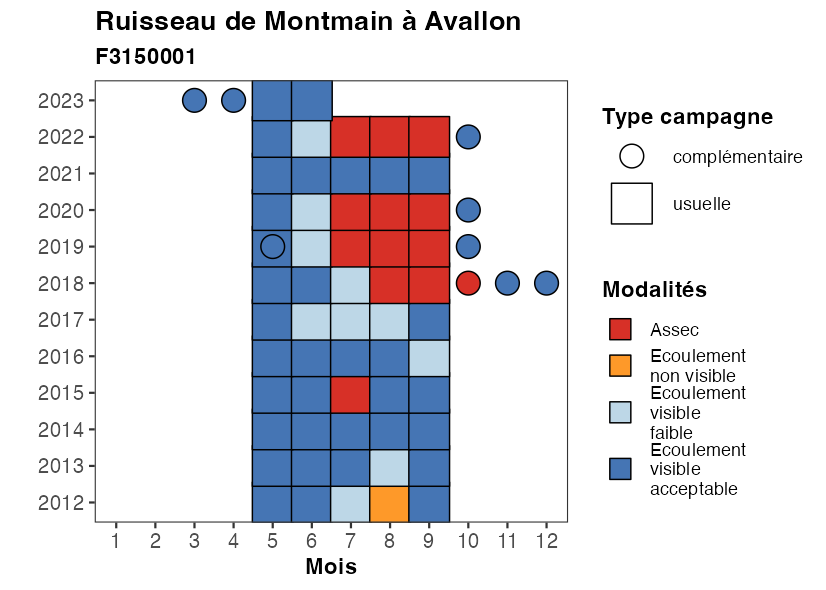 Ruisseau de Montmain à Avallon
F3150001
2023
2022
2021
2020
2019
2018
2017
2016
2015
2014
2013
2012
1 2 3 4 5 6 7 8 9 10 11 12
Mois
Type campagne
complémentaire
usuelle
Modalités
Assec
Ecoulement
non visible
Ecoulement
visible
faible
Ecoulement
visible
acceptable